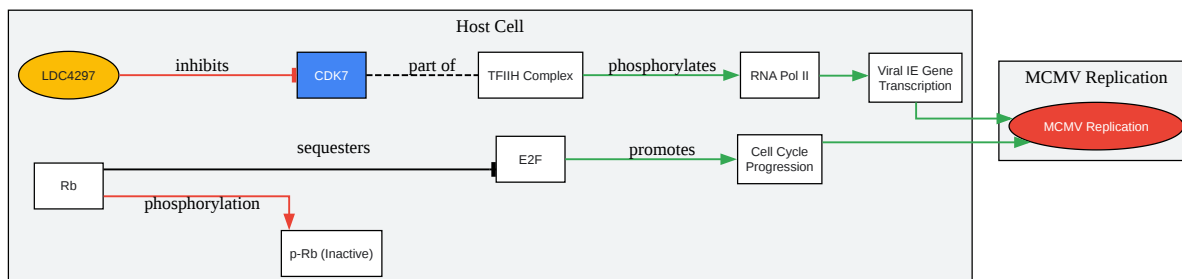 Host Cell
LDC4297
inhibits
CDK7
part of
TFIIH Complex
phosphorylates
RNA Pol II
Viral IE Gene
Transcription
MCMV Replication
MCMV Replication
Rb
sequesters
E2F
promotes
Cell Cycle
Progression
phosphorylation
p-Rb (Inactive)